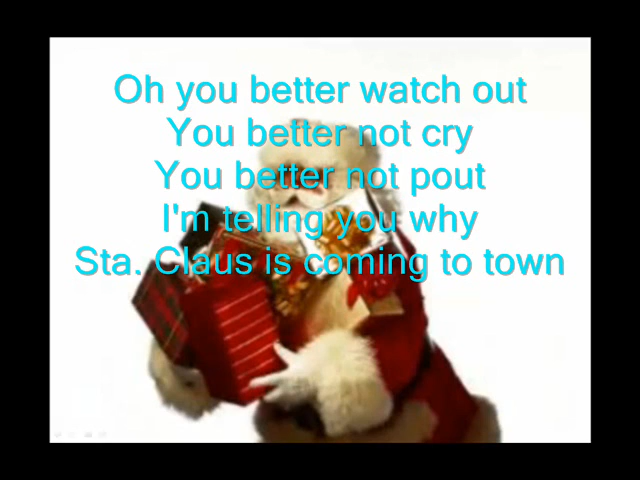 Oh you better watch out
You better not cry
You better not pout
I'm telling you why
Sta. Claus is coming to town